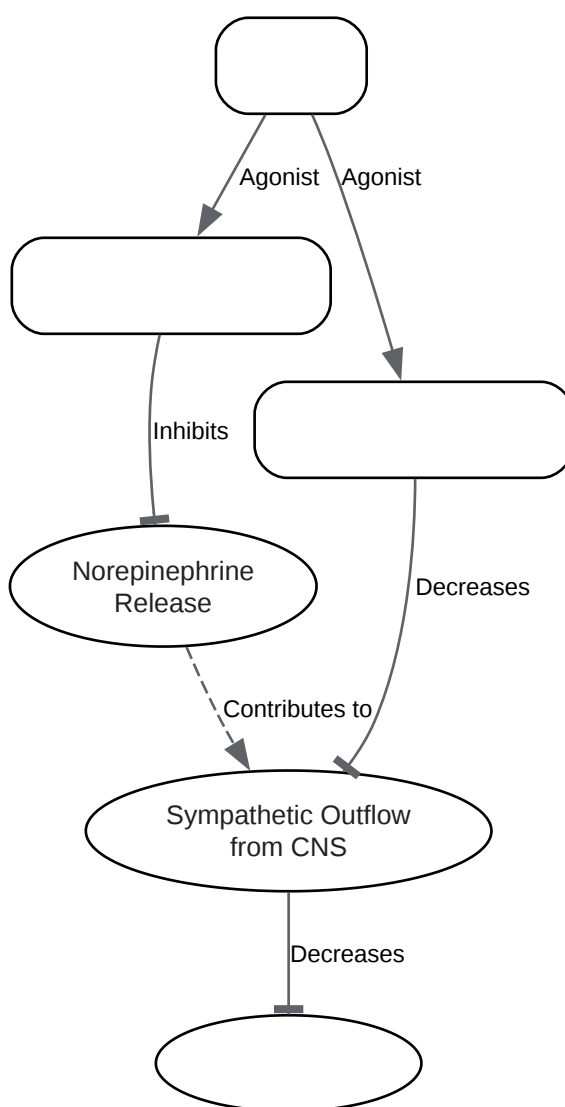 Agonist
Agonist
Inhibits
Norepinephrine
Release
Decreases
Contributes to
Sympathetic Outflow
from CNS
Decreases